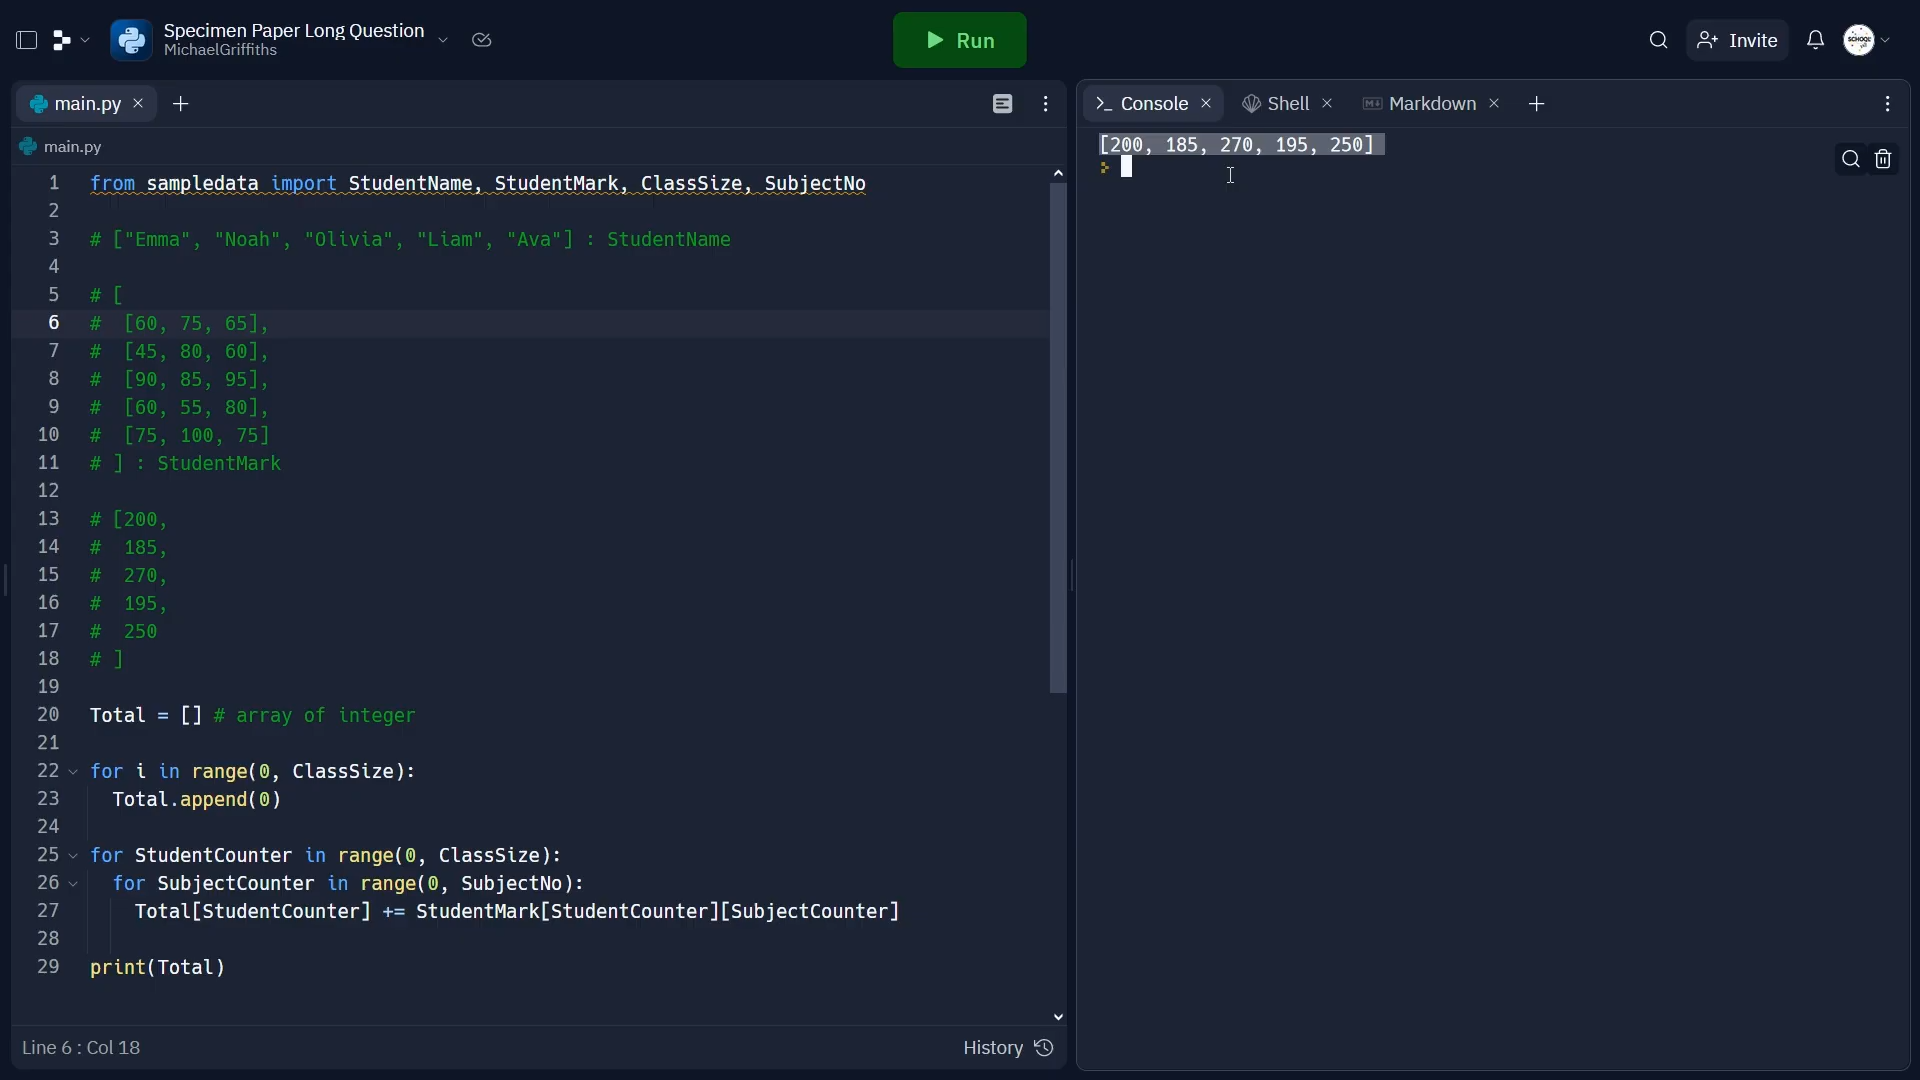 Specimen Paper Long Question
MichaelGriffiths
Run
Invite
SCHOOL
main.py
main.py
1 from sampledata import StudentName, StudentMark, ClassSize, SubjectNo
2
3 # ["Emma", "Noah", "Olivia", "Liam", "Ava"] : StudentName
4
5 # [
6 #  [60, 75, 65],
7 #  [45, 80, 60],
8 #  [90, 85, 95],
9 #  [60, 55, 80],
10 #  [75, 100, 75]
11 # ] : StudentMark
12
13 # [200,
14 #  185,
15 #  270,
16 #  195,
17 #  250
18 # ]
19
20 Total = [] # array of integer
21
22 for i in range(0, ClassSize):
23   Total.append(0)
24
25 for StudentCounter in range(0, ClassSize):
26   for SubjectCounter in range(0, SubjectNo):
27     Total[StudentCounter] += StudentMark[StudentCounter][SubjectCounter]
28
29 print(Total)
Line 6 : Col 18
History
Console
Shell
Markdown
[200, 185, 270, 195, 250]